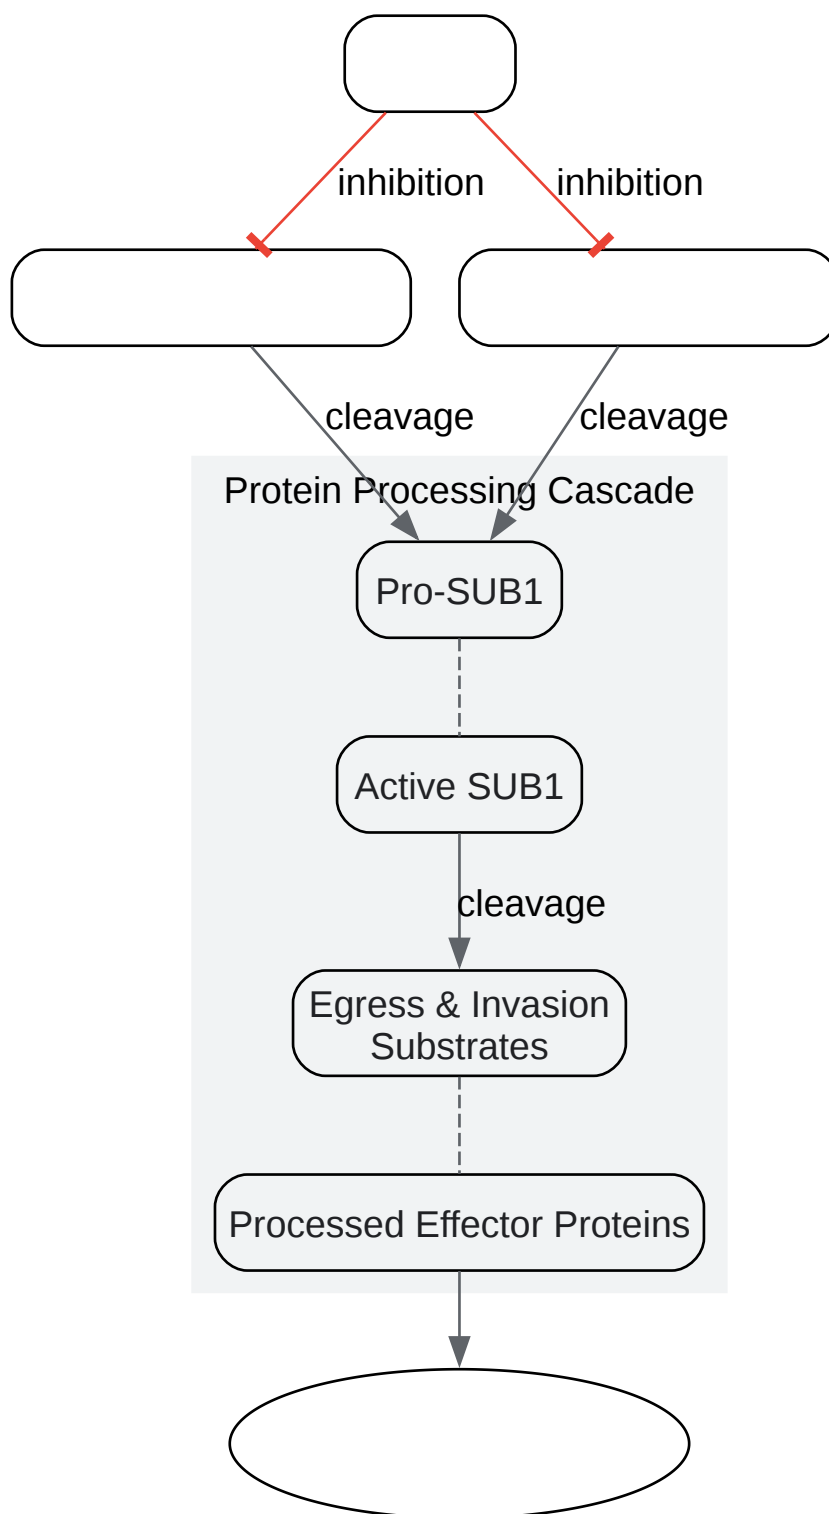 inhibition
inhibition
cleavage
cleavage
Protein Processing Cascade
Pro-SUB1
Active SUB1
cleavage
Egress & Invasion
Substrates
Processed Effector Proteins